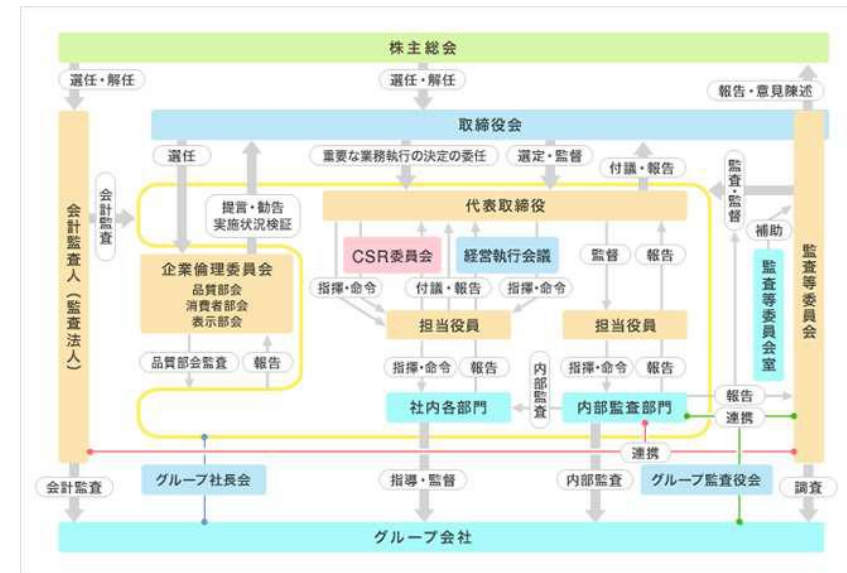 株主総会
選任・解任
選任・解任
報告・意見陳述
取締役会
選任
重要な業務執行の決定の委任
選定・監督
付議・報告
監査・監督
会計監査
提言・勧告
実施状況検証
代表取締役
補助
会計監査人（監査法人）
CSR委員会
経営執行会議
監督
報告
企業倫理委員会
品質部会
消費者部会
表示部会
指揮・命令
付議・報告
指揮・命令
監査等委員会室
監査等委員会
担当役員
担当役員
品質部会監査
報告
指揮・命令
報告
内部監査
指揮・命令
報告
社内各部門
内部監査部門
報告
連携
連携
会計監査
グループ社長会
指導・監督
内部監査
グループ監査役会
調査
グループ会社